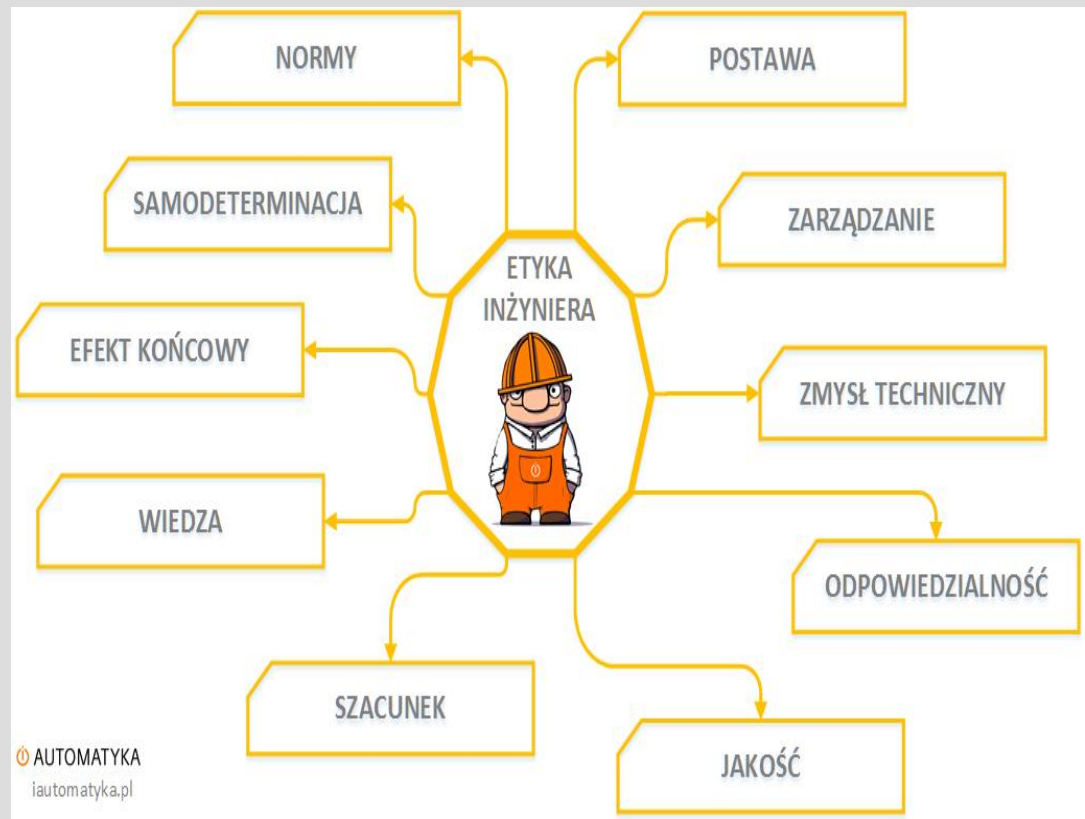 NORMY
POSTAWA
SAMODETERMINACJA
ZARZĄDZANIE
ETYKA
INŻYNIERA
EFEKT KOŃCOWY
ZMYSŁ TECHNICZNY
WIEDZA
ODPOWIEDZIALNOŚĆ
SZACUNEK
JAKOŚĆ
AUTOMATYKA
iautomatyka.pl